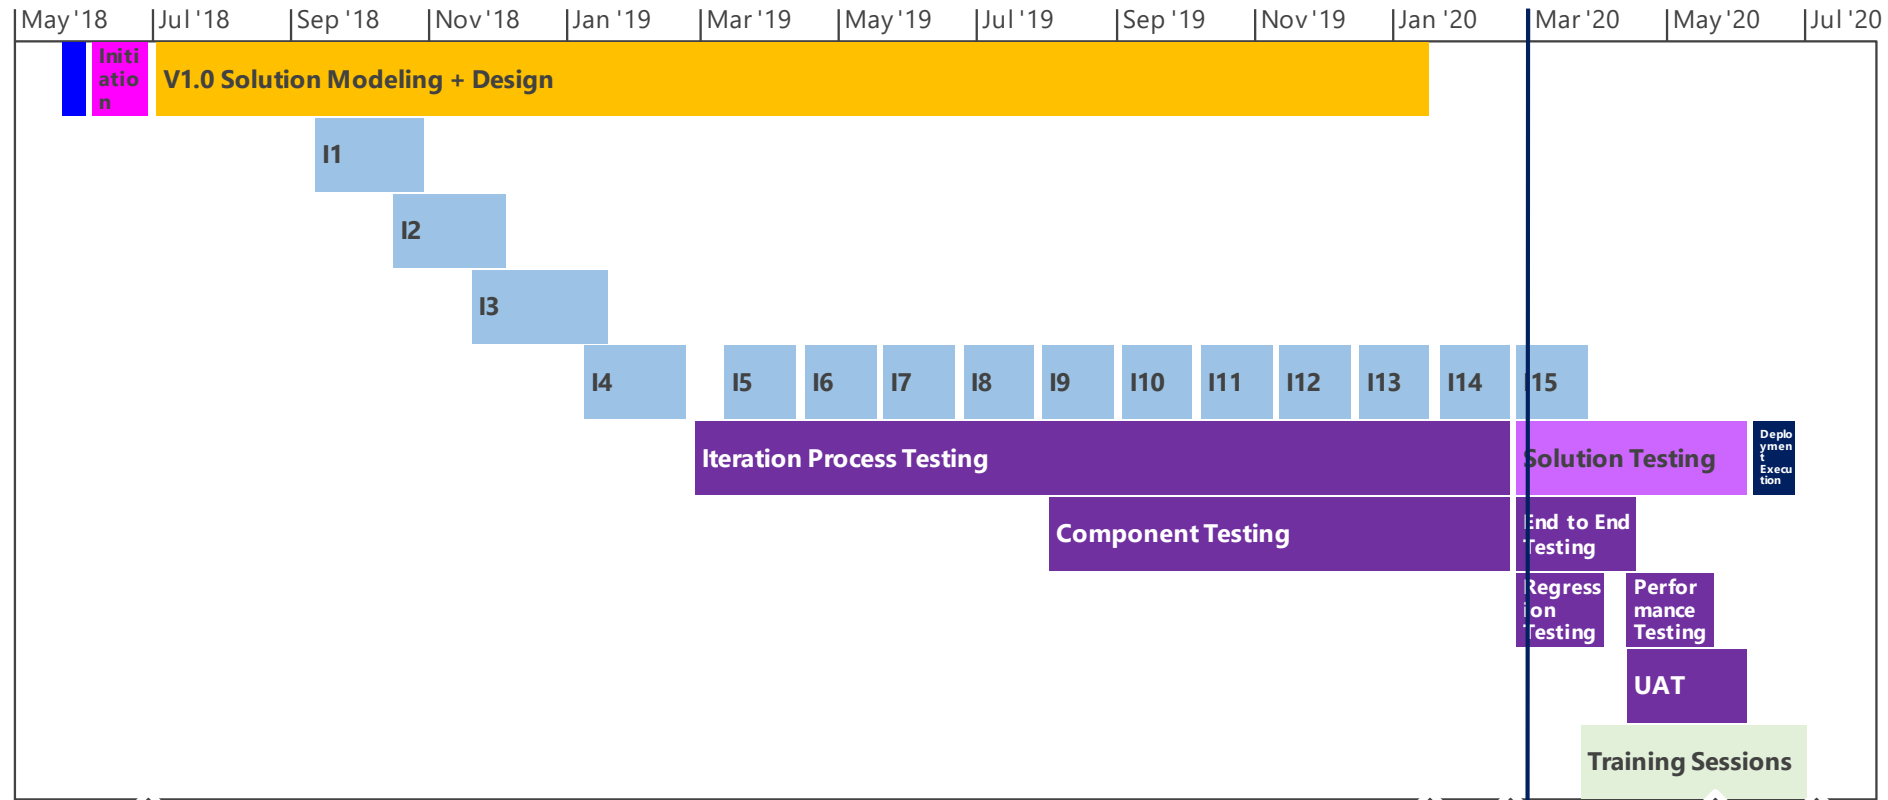 May '18 Jul '18 Sep '18 Nov '18 Jan '19 Mar '19 May '19 Jul '19 Sep '19 Nov '19 Jan '20 Mar '20 May '20 Jul '20
Initi
atio
n
V1.0 Solution Modeling + Design
I1
I2
I3
I4 I5 I6 I7 I8 I9 I10 I11 I12 I13 I14 I15
Iteration Process Testing
Solution Testing
Deplo
ymen
t
Execu
tion
Component Testing
End to End
Testing
Regress
ion
Testing
Perfor
mance
Testing
UAT
Training Sessions